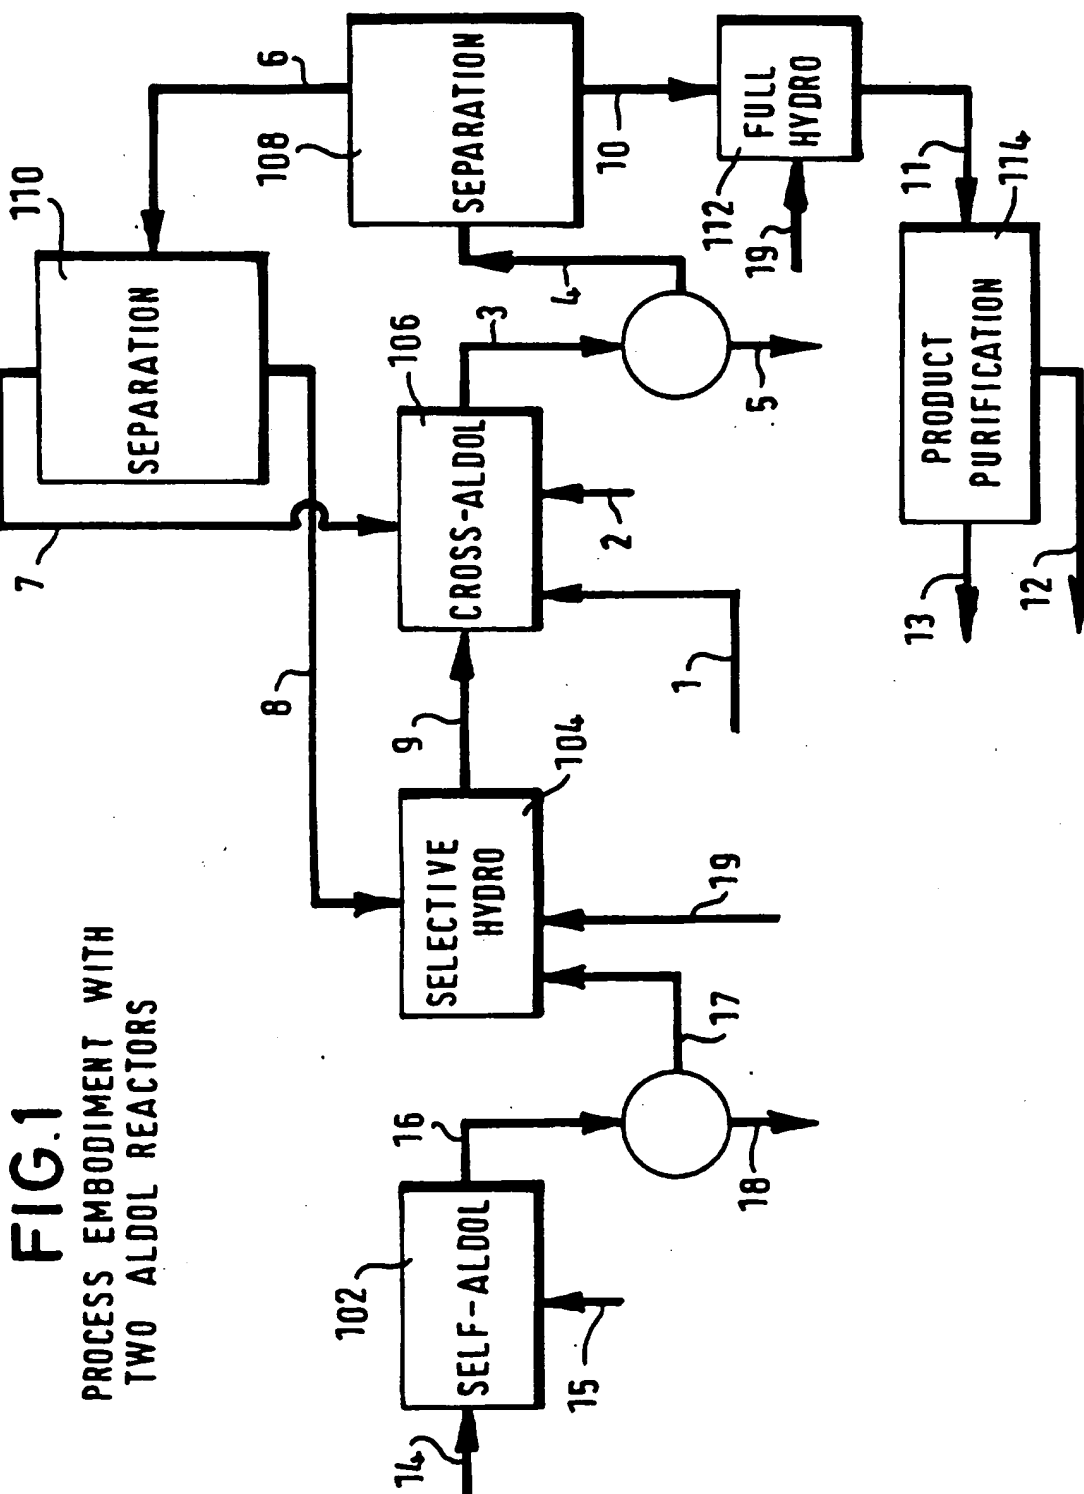 FIG.1
PROCESS EMBODIMENT WITH
TWO ALDOL REACTORS
14
102
SELF-ALDOL
15
16
18
17
SELECTIVE
HYDRO
104
19
8
9
7
CROSS-ALDOL
106
1
2
3
5
4
110
SEPARATION
6
108
SEPARATION
10
112
FULL
HYDRO
19
11
114
PRODUCT
PURIFICATION
13
12